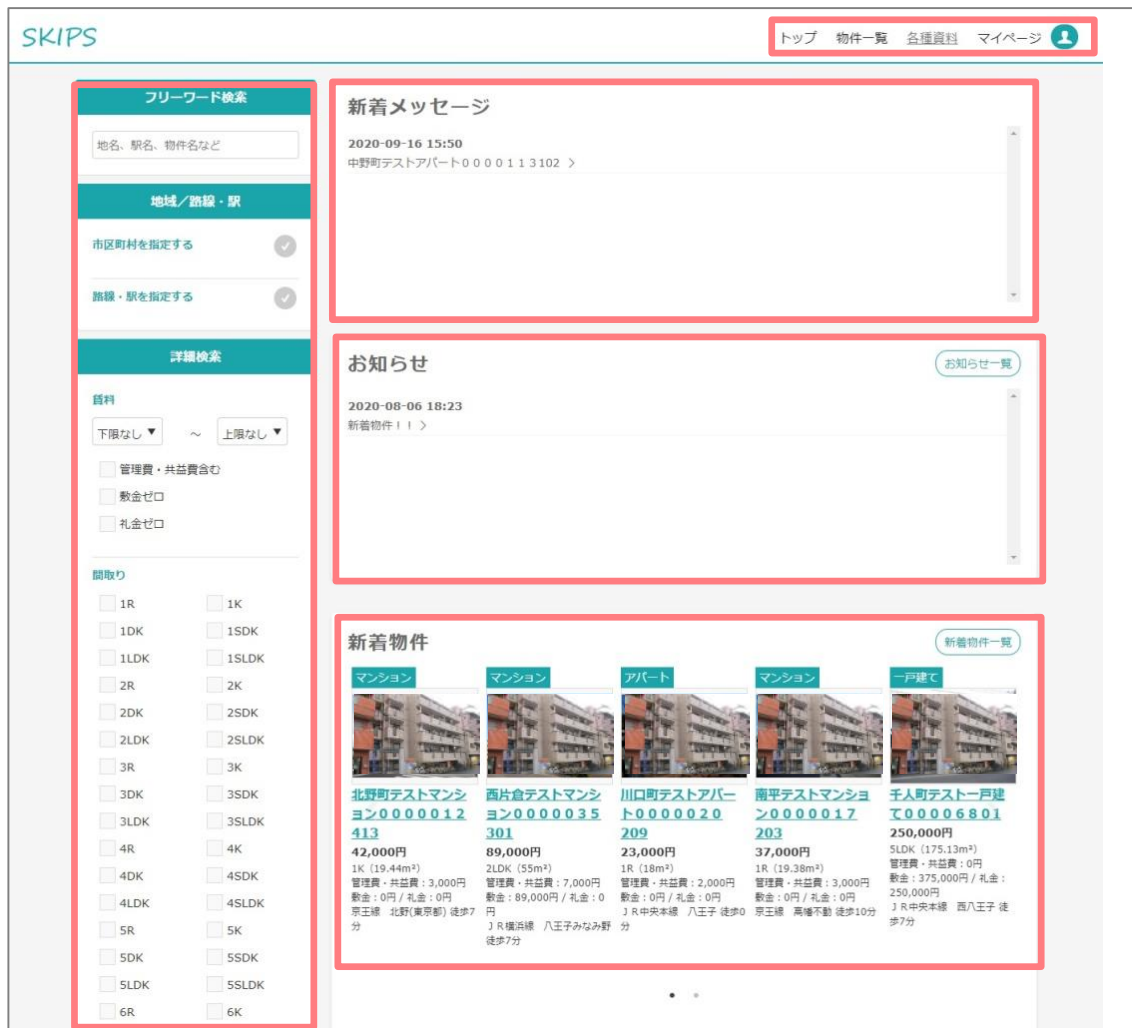 SKIPS
トップ 物件一覧 各種資料 マイページ
フリーワード検索
地名、駅名、物件名など
地域／路線・駅
市区町村を指定する
路線・駅を指定する
詳細検索
賃料
下限なし ▼ ～ 上限なし ▼
管理費・共益費含む
敷金ゼロ
礼金ゼロ
間取り
1R 1K
1DK 1SDK
1LDK 1SLDK
2R 2K
2DK 2SDK
2LDK 2SLDK
3R 3K
3DK 3SDK
3LDK 3SLDK
4R 4K
4DK 4SDK
4LDK 4SLDK
5R 5K
5DK 5SDK
5LDK 5SLDK
6R 6K
新着メッセージ
2020-09-16 15:50
中野町テストアパート００００１１３102 〉
お知らせ
お知らせ一覧
2020-08-06 18:23
新着物件！！ 〉
新着物件
新着物件一覧
マンション
北野町テストマンシ
ョン０００００１２
413
42,000円
1K（19.44m²）
管理費・共益費：3,000円
敷金：0円 / 礼金：0円
京王線 北野(東京都) 徒歩7
分
マンション
西片倉テストマンシ
ョン０００００３５
301
89,000円
2LDK（55m²）
管理費・共益費：7,000円
敷金：89,000円 / 礼金：0
円
ＪＲ横浜線 八王子みなみ野
徒歩7分
アパート
川口町テストアパー
ト０００００２０
209
23,000円
1R（18m²）
管理費・共益費：2,000円
敷金：0円 / 礼金：0円
ＪＲ中央本線 八王子 徒歩0
分
マンション
南平テストマンショ
ン０００００１７
203
37,000円
1R（19.38m²）
管理費・共益費：3,000円
敷金：0円 / 礼金：0円
京王線 高幡不動 徒歩10分
一戸建て
千人町テスト一戸建
て００００６８０１
250,000円
5LDK（175.13m²）
管理費・共益費：0円
敷金：375,000円 / 礼金：
250,000円
ＪＲ中央本線 西八王子 徒
歩7分